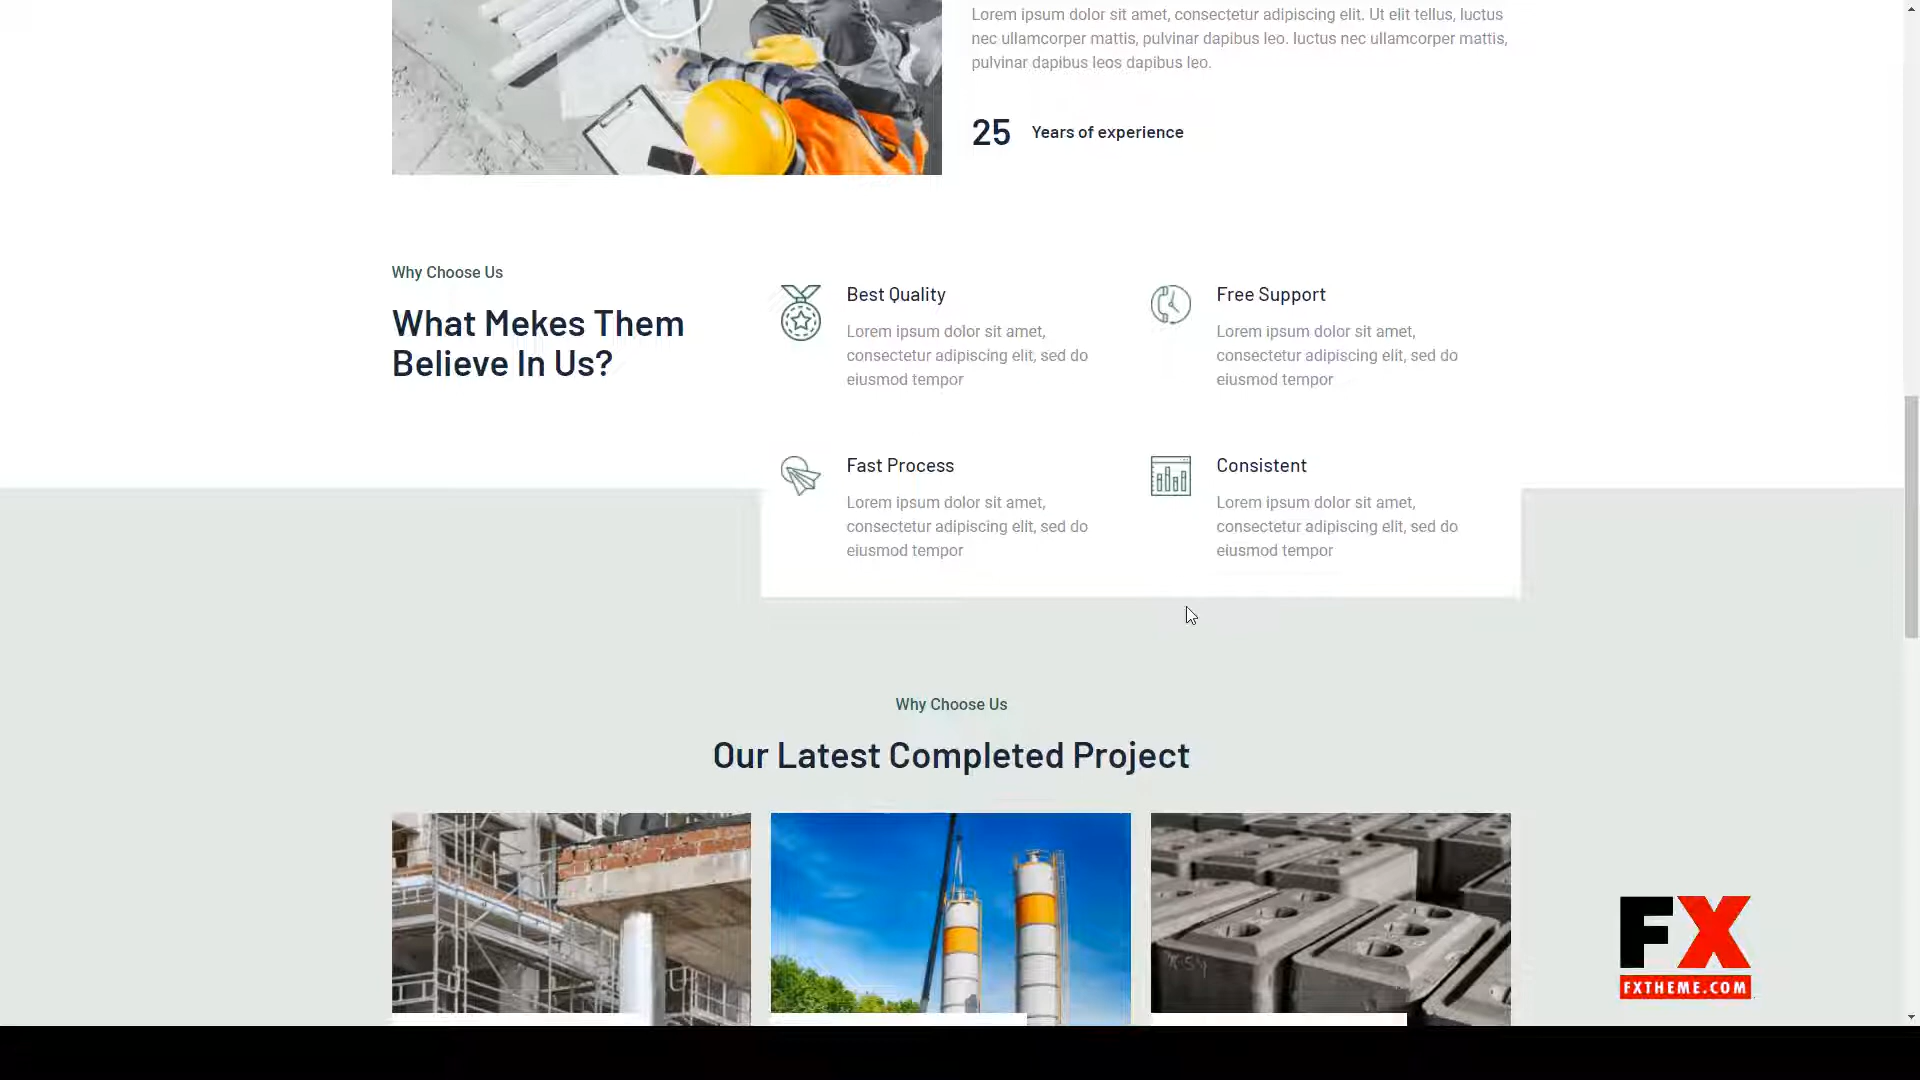 Lorem ipsum dolor sit amet, consectetur adipiscing elit. Ut elit tellus, luctus
nec ullamcorper mattis, pulvinar dapibus leo. luctus nec ullamcorper mattis,
pulvinar dapibus leos dapibus leo.
25 Years of experience
Why Choose Us
What Mekes Them
Believe In Us?
Best Quality
Lorem ipsum dolor sit amet,
consectetur adipiscing elit, sed do
eiusmod tempor
Free Support
Lorem ipsum dolor sit amet,
consectetur adipiscing elit, sed do
eiusmod tempor
Fast Process
Lorem ipsum dolor sit amet,
consectetur adipiscing elit, sed do
eiusmod tempor
Consistent
Lorem ipsum dolor sit amet,
consectetur adipiscing elit, sed do
eiusmod tempor
Why Choose Us
Our Latest Completed Project
FX
FXTHEME.COM